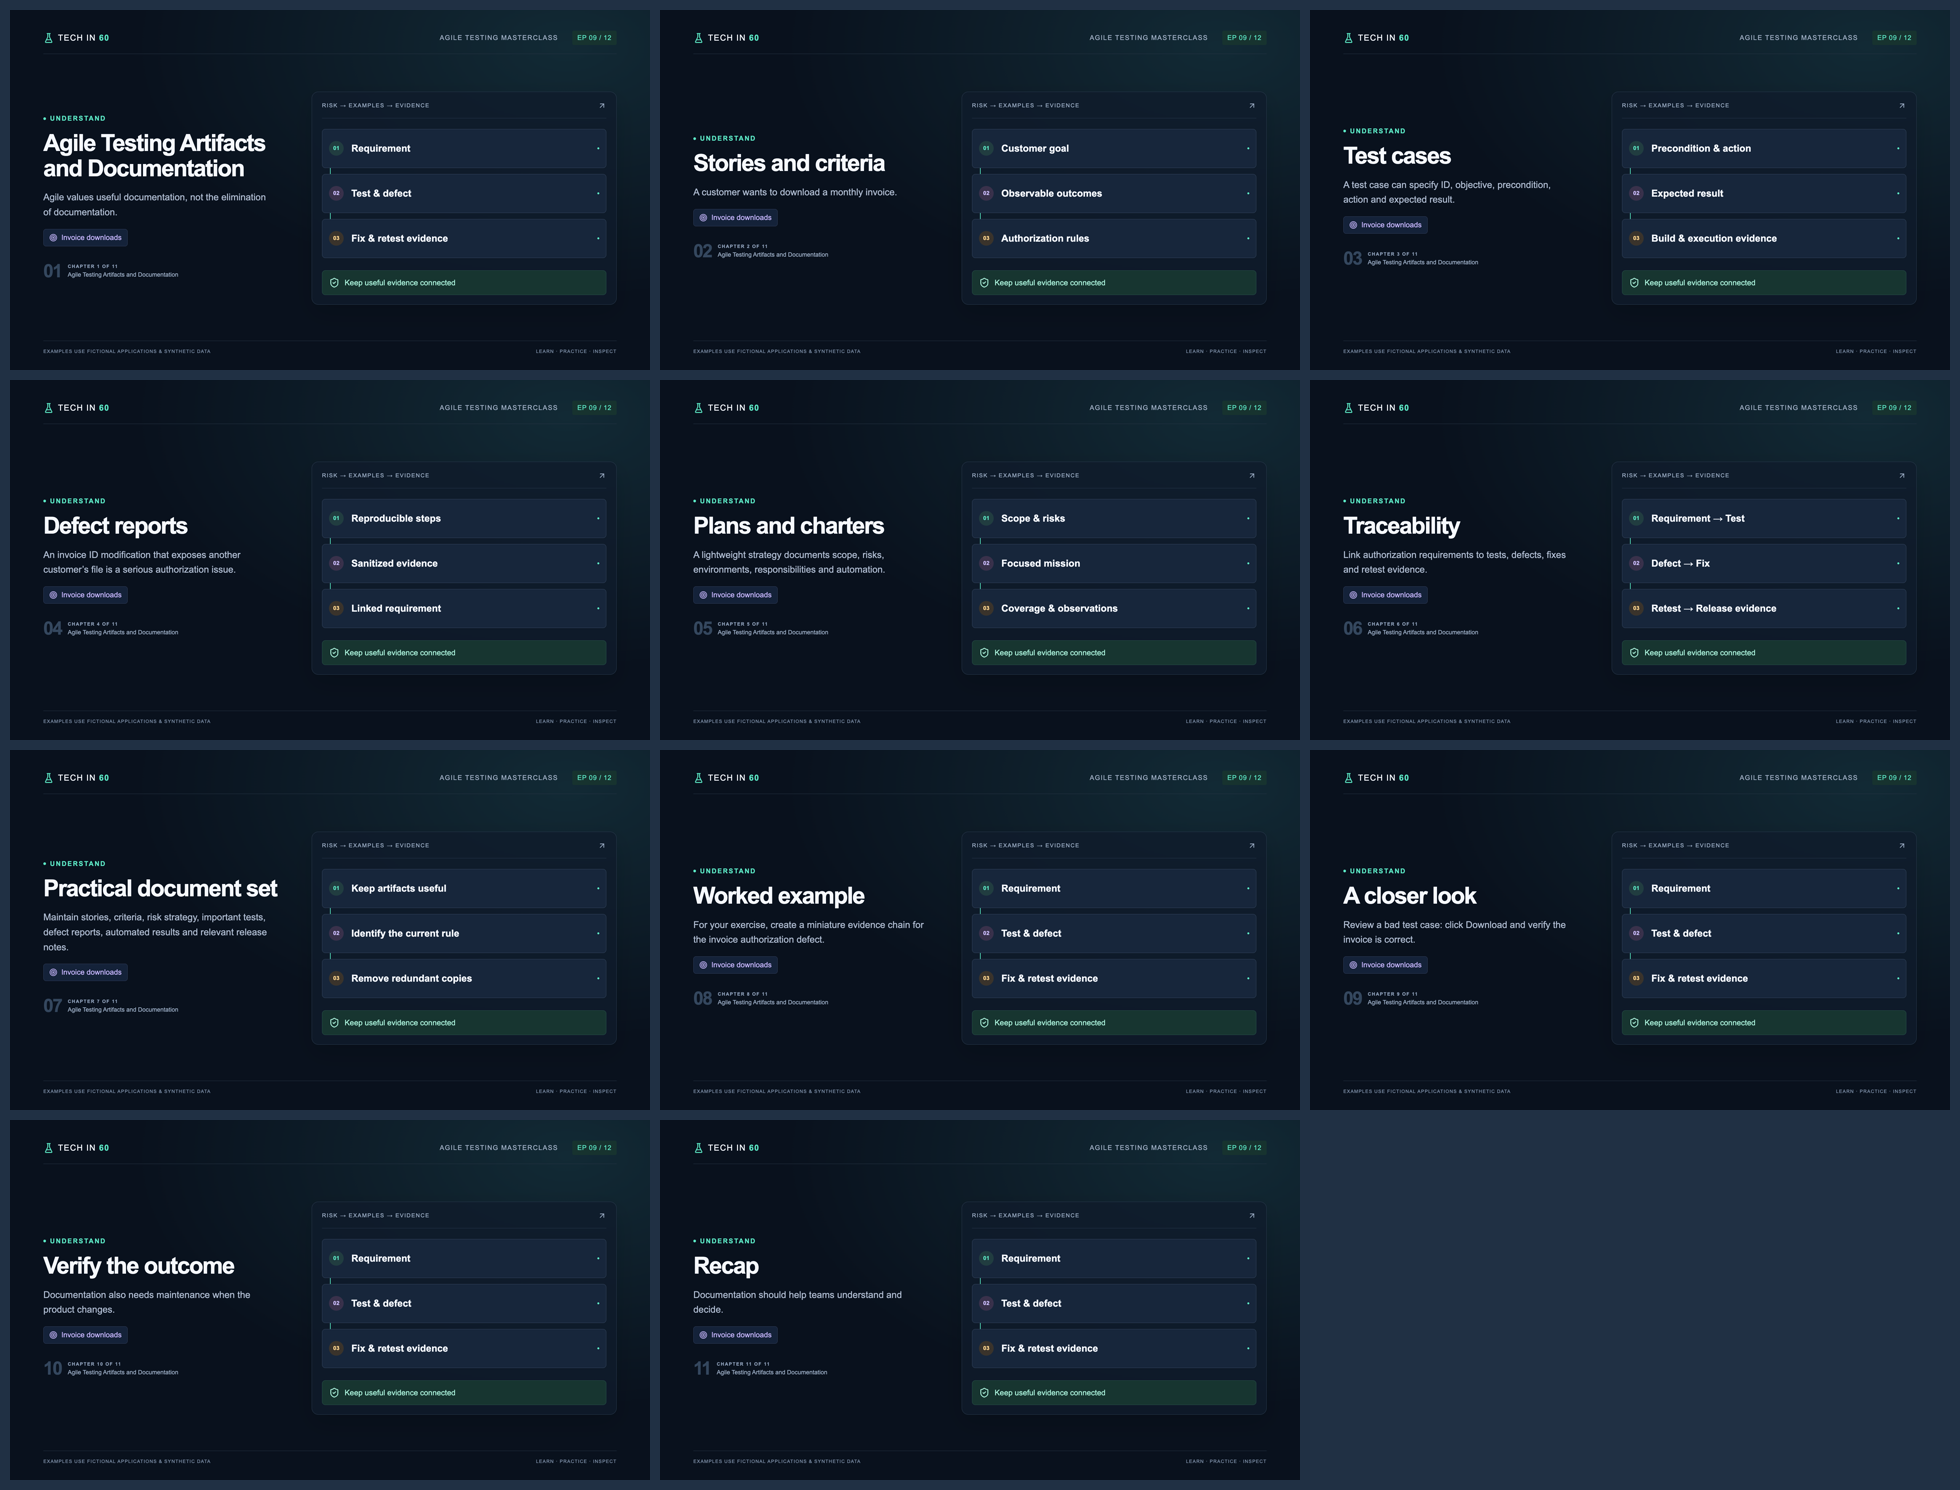 TECH IN 60
AGILE TESTING MASTERCLASS
EP 09 / 12
UNDERSTAND
Agile Testing Artifacts
and Documentation
Agile values useful documentation, not the elimination
of documentation.
Invoice downloads
01
CHAPTER 1 OF 11
Agile Testing Artifacts and Documentation
RISK → EXAMPLES → EVIDENCE
01 Requirement
02 Test & defect
03 Fix & retest evidence
Keep useful evidence connected
EXAMPLES USE FICTIONAL APPLICATIONS & SYNTHETIC DATA
LEARN · PRACTICE · INSPECT
TECH IN 60
AGILE TESTING MASTERCLASS
EP 09 / 12
UNDERSTAND
Stories and criteria
A customer wants to download a monthly invoice.
Invoice downloads
02
CHAPTER 2 OF 11
Agile Testing Artifacts and Documentation
RISK → EXAMPLES → EVIDENCE
01 Customer goal
02 Observable outcomes
03 Authorization rules
Keep useful evidence connected
EXAMPLES USE FICTIONAL APPLICATIONS & SYNTHETIC DATA
LEARN · PRACTICE · INSPECT
TECH IN 60
AGILE TESTING MASTERCLASS
EP 09 / 12
UNDERSTAND
Test cases
A test case can specify ID, objective, precondition,
action and expected result.
Invoice downloads
03
CHAPTER 3 OF 11
Agile Testing Artifacts and Documentation
RISK → EXAMPLES → EVIDENCE
01 Precondition & action
02 Expected result
03 Build & execution evidence
Keep useful evidence connected
EXAMPLES USE FICTIONAL APPLICATIONS & SYNTHETIC DATA
LEARN · PRACTICE · INSPECT
TECH IN 60
AGILE TESTING MASTERCLASS
EP 09 / 12
UNDERSTAND
Defect reports
An invoice ID modification that exposes another
customer's file is a serious authorization issue.
Invoice downloads
04
CHAPTER 4 OF 11
Agile Testing Artifacts and Documentation
RISK → EXAMPLES → EVIDENCE
01 Reproducible steps
02 Sanitized evidence
03 Linked requirement
Keep useful evidence connected
EXAMPLES USE FICTIONAL APPLICATIONS & SYNTHETIC DATA
LEARN · PRACTICE · INSPECT
TECH IN 60
AGILE TESTING MASTERCLASS
EP 09 / 12
UNDERSTAND
Plans and charters
A lightweight strategy documents scope, risks,
environments, responsibilities and automation.
Invoice downloads
05
CHAPTER 5 OF 11
Agile Testing Artifacts and Documentation
RISK → EXAMPLES → EVIDENCE
01 Scope & risks
02 Focused mission
03 Coverage & observations
Keep useful evidence connected
EXAMPLES USE FICTIONAL APPLICATIONS & SYNTHETIC DATA
LEARN · PRACTICE · INSPECT
TECH IN 60
AGILE TESTING MASTERCLASS
EP 09 / 12
UNDERSTAND
Traceability
Link authorization requirements to tests, defects, fixes
and retest evidence.
Invoice downloads
06
CHAPTER 6 OF 11
Agile Testing Artifacts and Documentation
RISK → EXAMPLES → EVIDENCE
01 Requirement → Test
02 Defect → Fix
03 Retest → Release evidence
Keep useful evidence connected
EXAMPLES USE FICTIONAL APPLICATIONS & SYNTHETIC DATA
LEARN · PRACTICE · INSPECT
TECH IN 60
AGILE TESTING MASTERCLASS
EP 09 / 12
UNDERSTAND
Practical document set
Maintain stories, criteria, risk strategy, important tests,
defect reports, automated results and relevant release
notes.
Invoice downloads
07
CHAPTER 7 OF 11
Agile Testing Artifacts and Documentation
RISK → EXAMPLES → EVIDENCE
01 Keep artifacts useful
02 Identify the current rule
03 Remove redundant copies
Keep useful evidence connected
EXAMPLES USE FICTIONAL APPLICATIONS & SYNTHETIC DATA
LEARN · PRACTICE · INSPECT
TECH IN 60
AGILE TESTING MASTERCLASS
EP 09 / 12
UNDERSTAND
Worked example
For your exercise, create a miniature evidence chain for
the invoice authorization defect.
Invoice downloads
08
CHAPTER 8 OF 11
Agile Testing Artifacts and Documentation
RISK → EXAMPLES → EVIDENCE
01 Requirement
02 Test & defect
03 Fix & retest evidence
Keep useful evidence connected
EXAMPLES USE FICTIONAL APPLICATIONS & SYNTHETIC DATA
LEARN · PRACTICE · INSPECT
TECH IN 60
AGILE TESTING MASTERCLASS
EP 09 / 12
UNDERSTAND
A closer look
Review a bad test case: click Download and verify the
invoice is correct.
Invoice downloads
09
CHAPTER 9 OF 11
Agile Testing Artifacts and Documentation
RISK → EXAMPLES → EVIDENCE
01 Requirement
02 Test & defect
03 Fix & retest evidence
Keep useful evidence connected
EXAMPLES USE FICTIONAL APPLICATIONS & SYNTHETIC DATA
LEARN · PRACTICE · INSPECT
TECH IN 60
AGILE TESTING MASTERCLASS
EP 09 / 12
UNDERSTAND
Verify the outcome
Documentation also needs maintenance when the
product changes.
Invoice downloads
10
CHAPTER 10 OF 11
Agile Testing Artifacts and Documentation
RISK → EXAMPLES → EVIDENCE
01 Requirement
02 Test & defect
03 Fix & retest evidence
Keep useful evidence connected
EXAMPLES USE FICTIONAL APPLICATIONS & SYNTHETIC DATA
LEARN · PRACTICE · INSPECT
TECH IN 60
AGILE TESTING MASTERCLASS
EP 09 / 12
UNDERSTAND
Recap
Documentation should help teams understand and
decide.
Invoice downloads
11
CHAPTER 11 OF 11
Agile Testing Artifacts and Documentation
RISK → EXAMPLES → EVIDENCE
01 Requirement
02 Test & defect
03 Fix & retest evidence
Keep useful evidence connected
EXAMPLES USE FICTIONAL APPLICATIONS & SYNTHETIC DATA
LEARN · PRACTICE · INSPECT